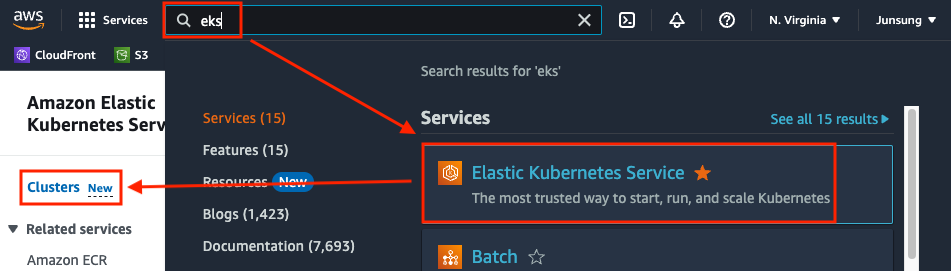 aws
Services
eks
N. Virginia
Junsung
CloudFront
S3
Amazon Elastic
Kubernetes Serv
Clusters New
Related services
Amazon ECR
Search results for 'eks'
Services (15)
Features (15)
Resources New
Blogs (1,423)
Documentation (7,693)
Services
See all 15 results
Elastic Kubernetes Service
The most trusted way to start, run, and scale Kubernetes
Batch